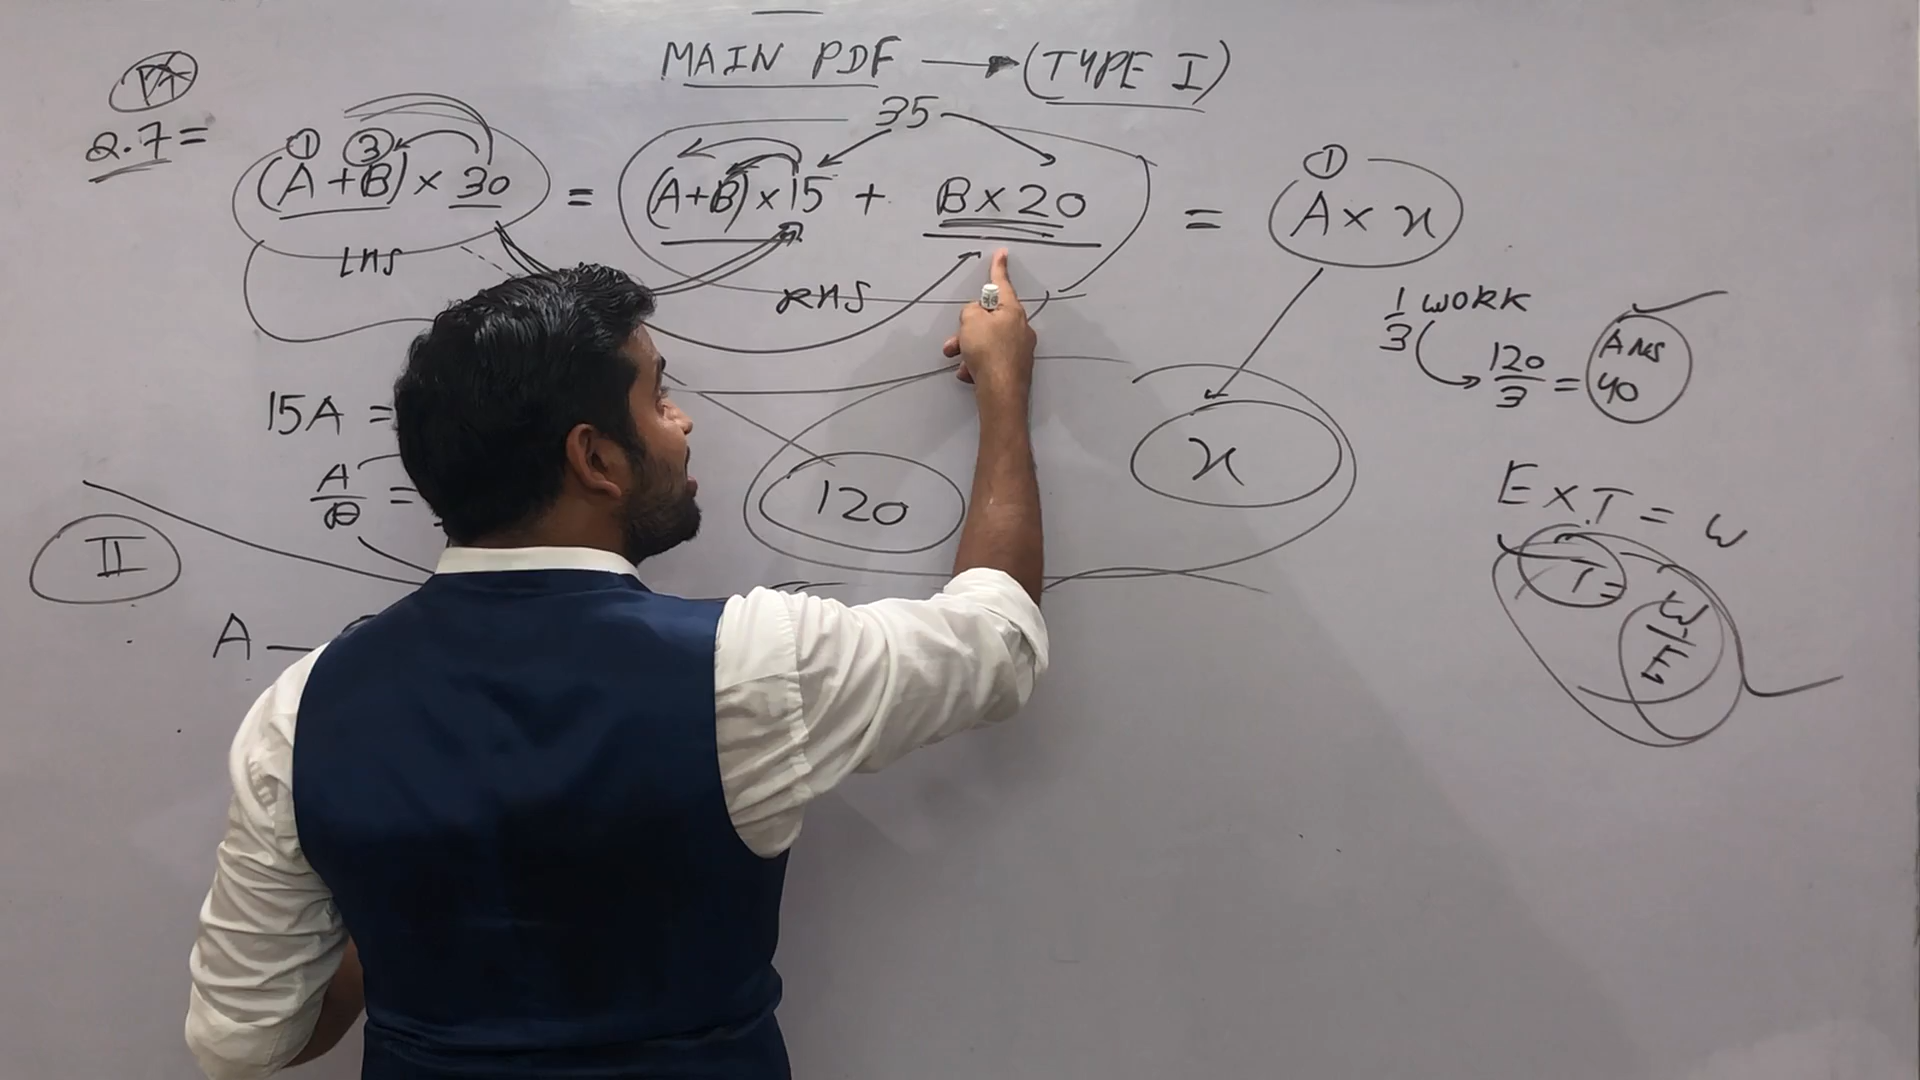 MAIN PDF → (TYPE I)
Q.7 =
35
① ③
(A+B) × 30 = (A+B) × 15 + B × 20 = A × x
①
LHS
RHS
1/3 WORK
120/3 = Ans 40
15A =
A/B =
120
x
E × T = W
T = W/E
II
A —